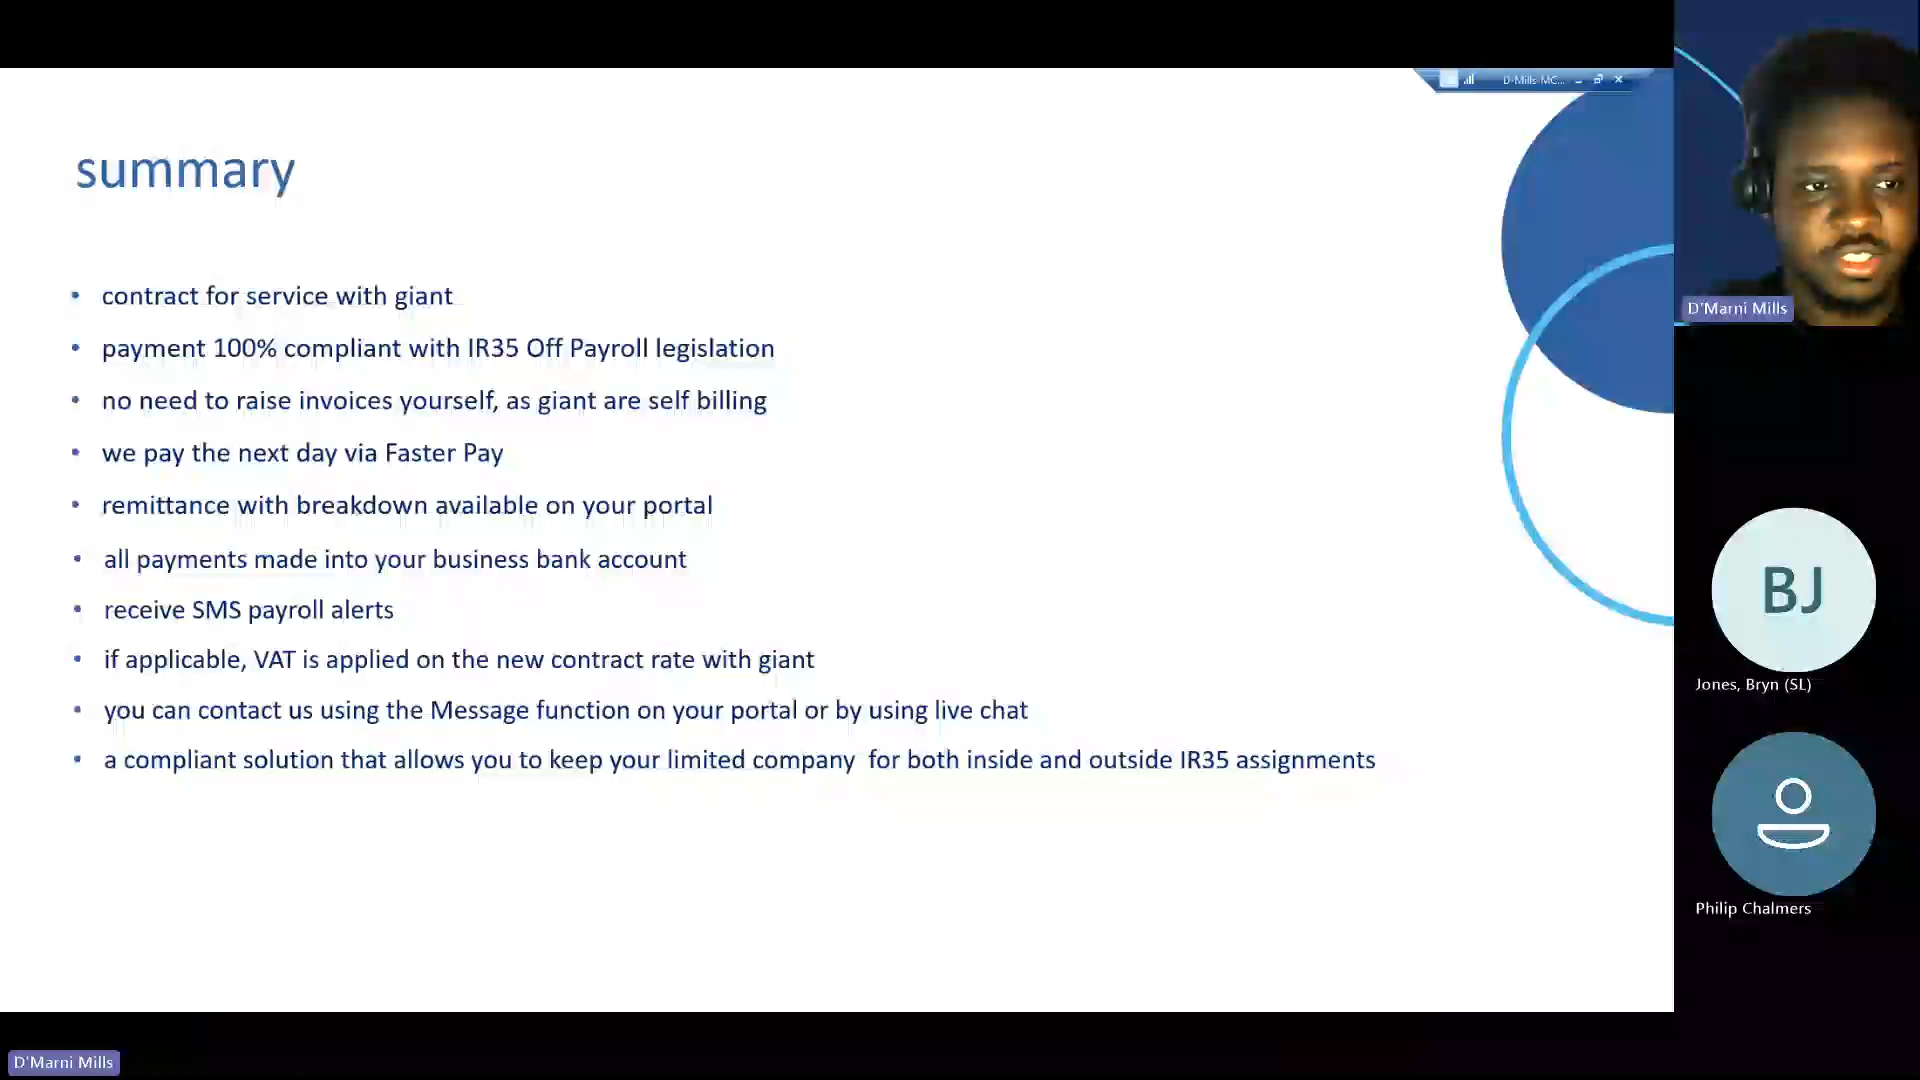 D-Mills-MC...
summary
• contract for service with giant
• payment 100% compliant with IR35 Off Payroll legislation
• no need to raise invoices yourself, as giant are self billing
• we pay the next day via Faster Pay
• remittance with breakdown available on your portal
• all payments made into your business bank account
• receive SMS payroll alerts
• if applicable, VAT is applied on the new contract rate with giant
• you can contact us using the Message function on your portal or by using live chat
• a compliant solution that allows you to keep your limited company  for both inside and outside IR35 assignments
D'Marni Mills
BJ
Jones, Bryn (SL)
Philip Chalmers
D'Marni Mills